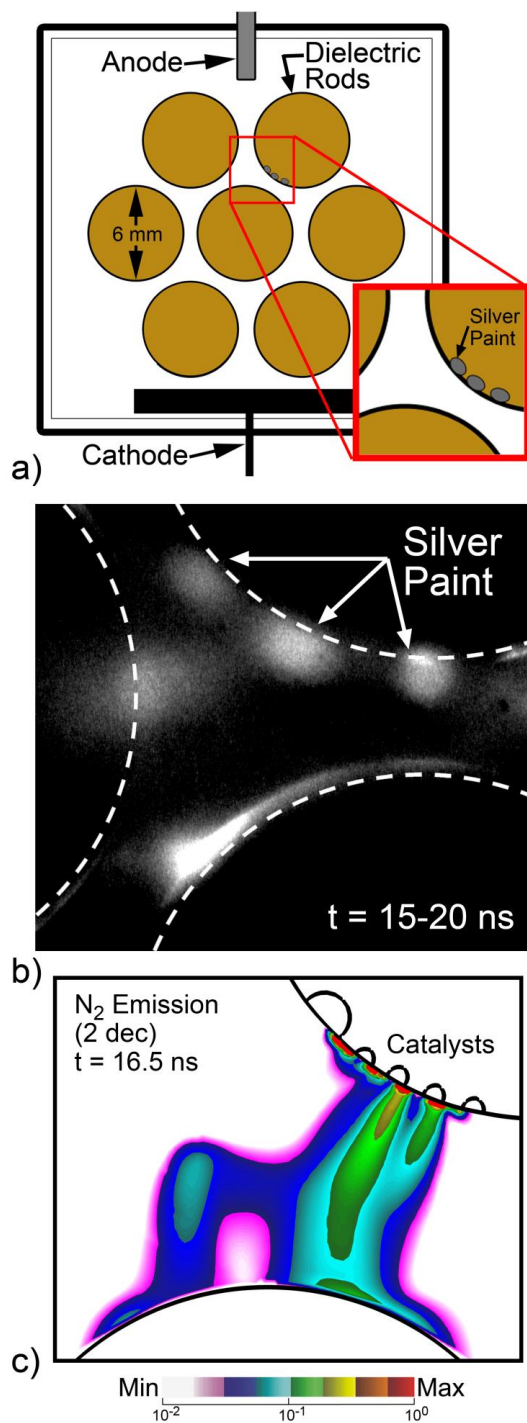 Anode
Dielectric
Rods
6 mm
Silver
Paint
Cathode
a)
Silver
Paint
t = 15-20 ns
b)
N₂ Emission
(2 dec)
t = 16.5 ns
Catalysts
c)
Min
Max
10⁻²
10⁻¹
10⁰